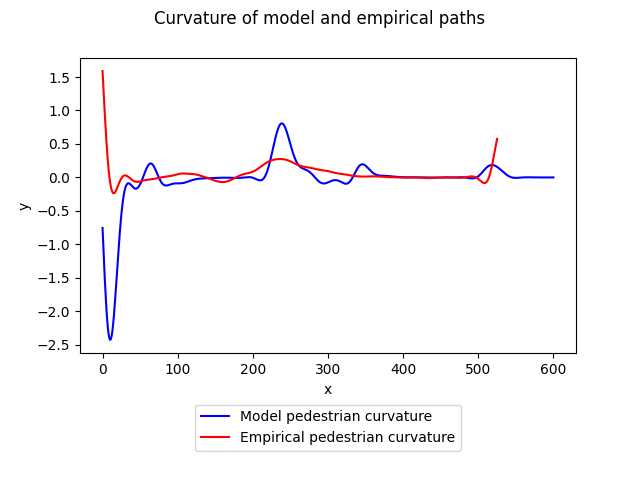 Curvature of model and empirical paths
1.5
1.0
0.5
0.0
−0.5
−1.0
−1.5
−2.0
−2.5
y
0 100 200 300 400 500 600
x
Model pedestrian curvature
Empirical pedestrian curvature